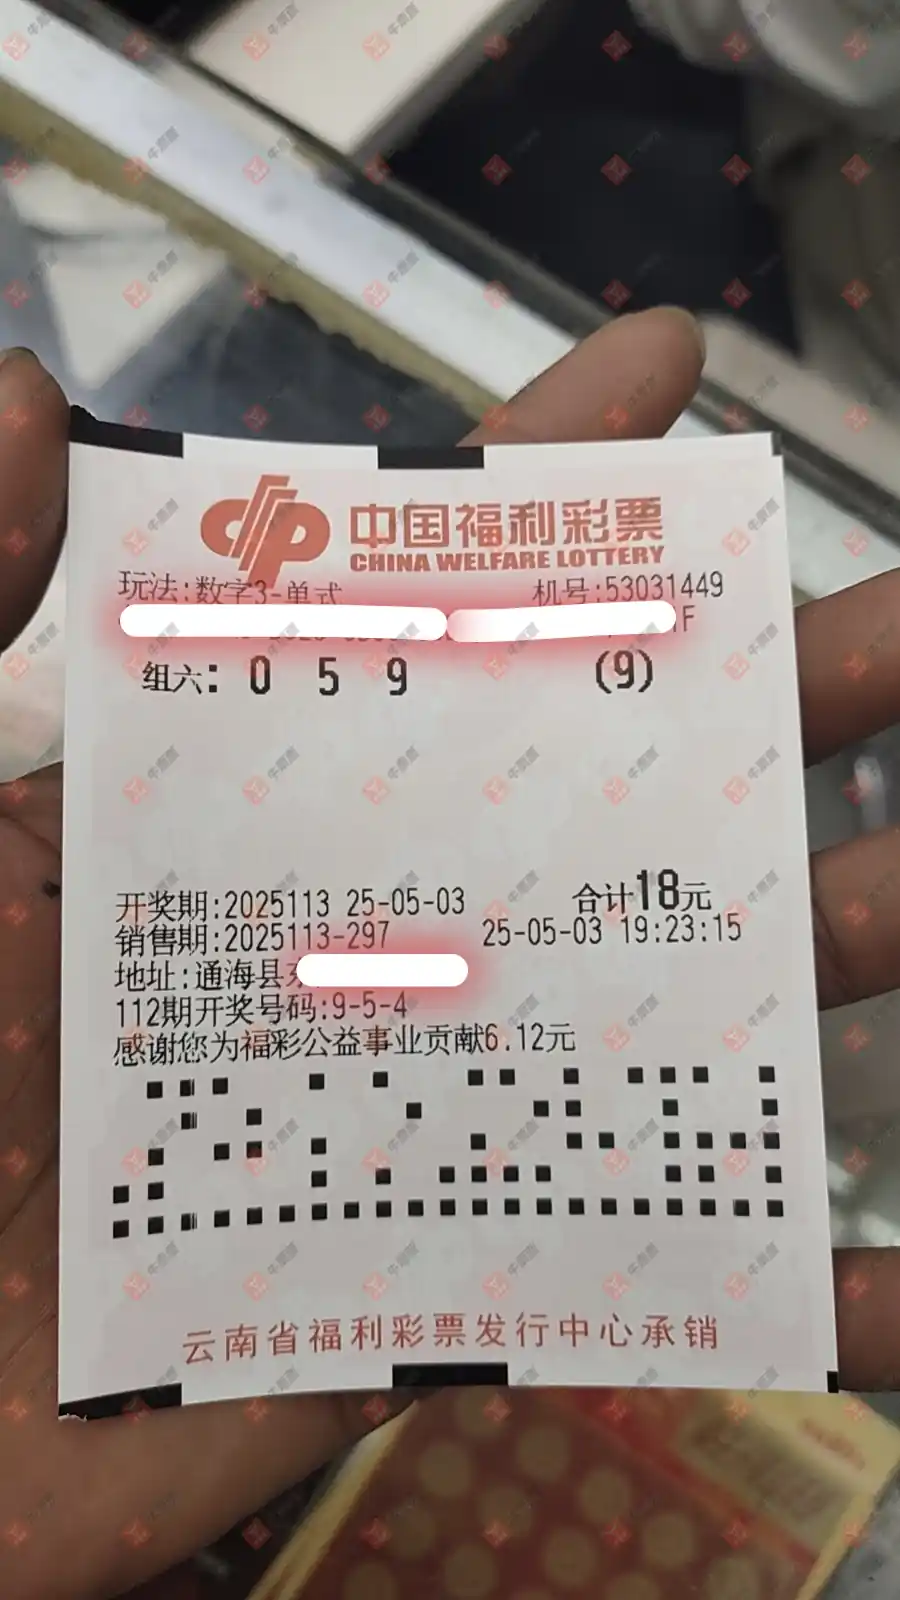 中国福利彩票
CHINA WELFARE LOTTERY
玩法:数字3-单式 机号:53031449
1F
组六: 0 5 9 (9)
开奖期:2025113 25-05-03 合计18元
销售期:2025113-297 25-05-03 19:23:15
地址:通海县
112期开奖号码:9-5-4
感谢您为福彩公益事业贡献6.12元
云南省福利彩票发行中心承销